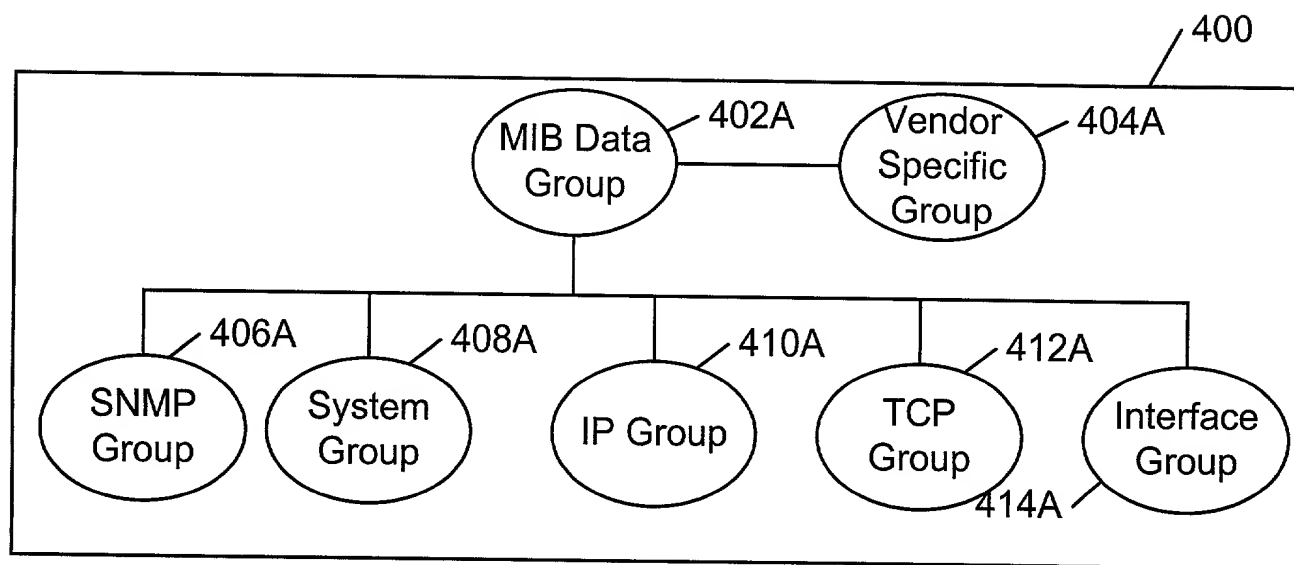 400
MIB Data
Group
402A
Vendor
Specific
Group
404A
406A
408A
410A
412A
SNMP
Group
System
Group
IP Group
TCP
Group
Interface
Group
414A